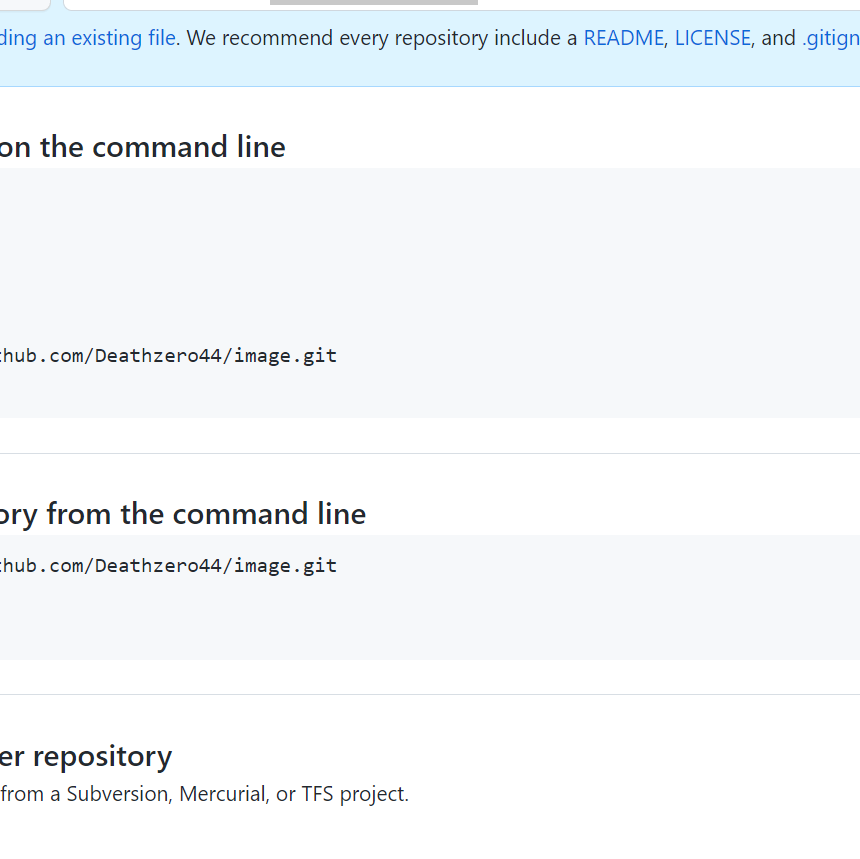 ding an existing file. We recommend every repository include a README, LICENSE, and .gitign
on the command line
hub.com/Deathzero44/image.git
ory from the command line
hub.com/Deathzero44/image.git
er repository
from a Subversion, Mercurial, or TFS project.